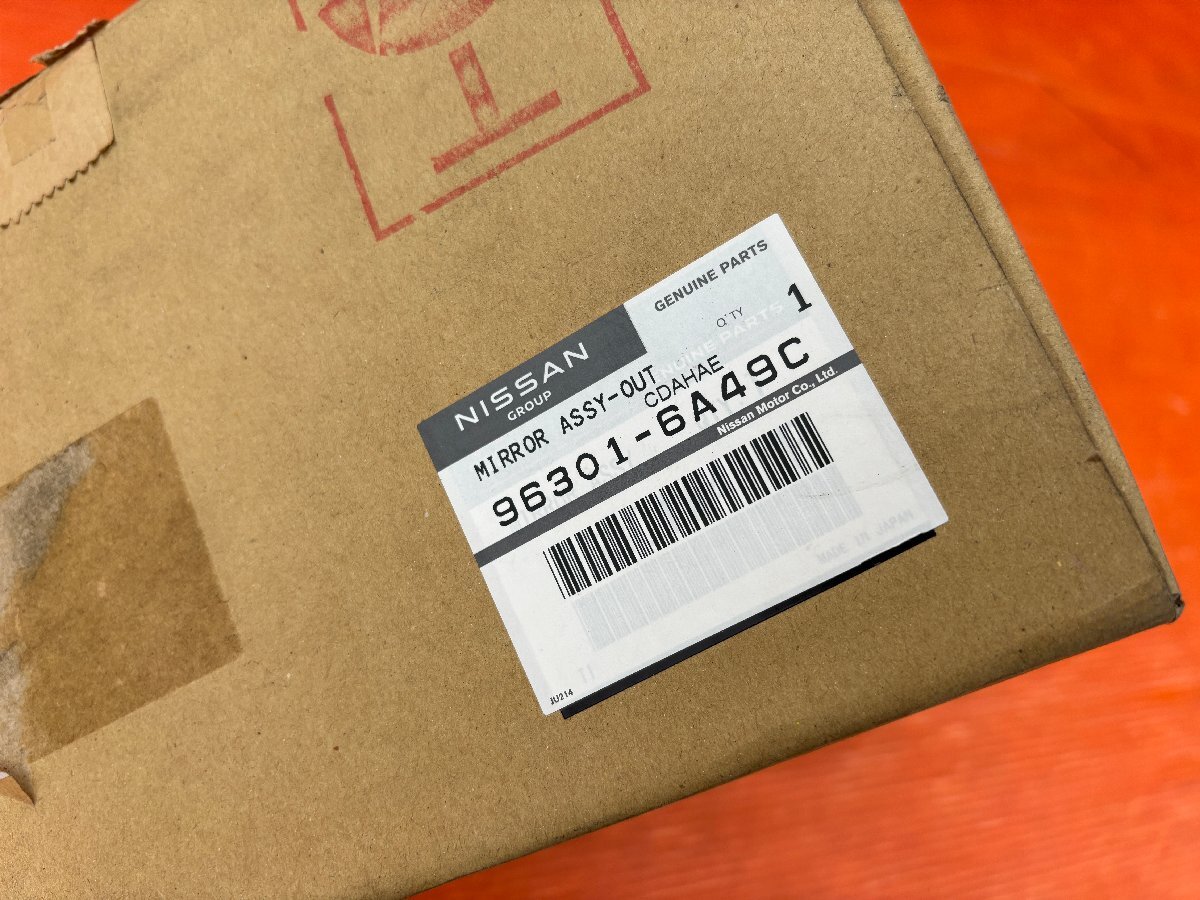 NISSAN
GROUP
GENUINE PARTS
Q'TY 1
MIRROR ASSY-OUT
CDAHAE
96301-6A49C
Nissan Motor Co., Ltd.
MADE IN JAPAN
JU214